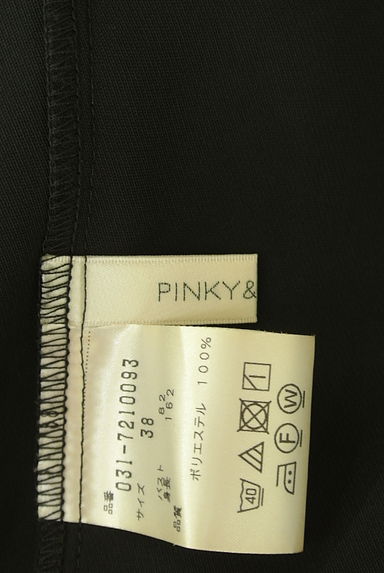 PINKY&
品番 031-7210093
サイズ 38
バスト 82
身長 162
品質
ポリエステル 100%
40
F W